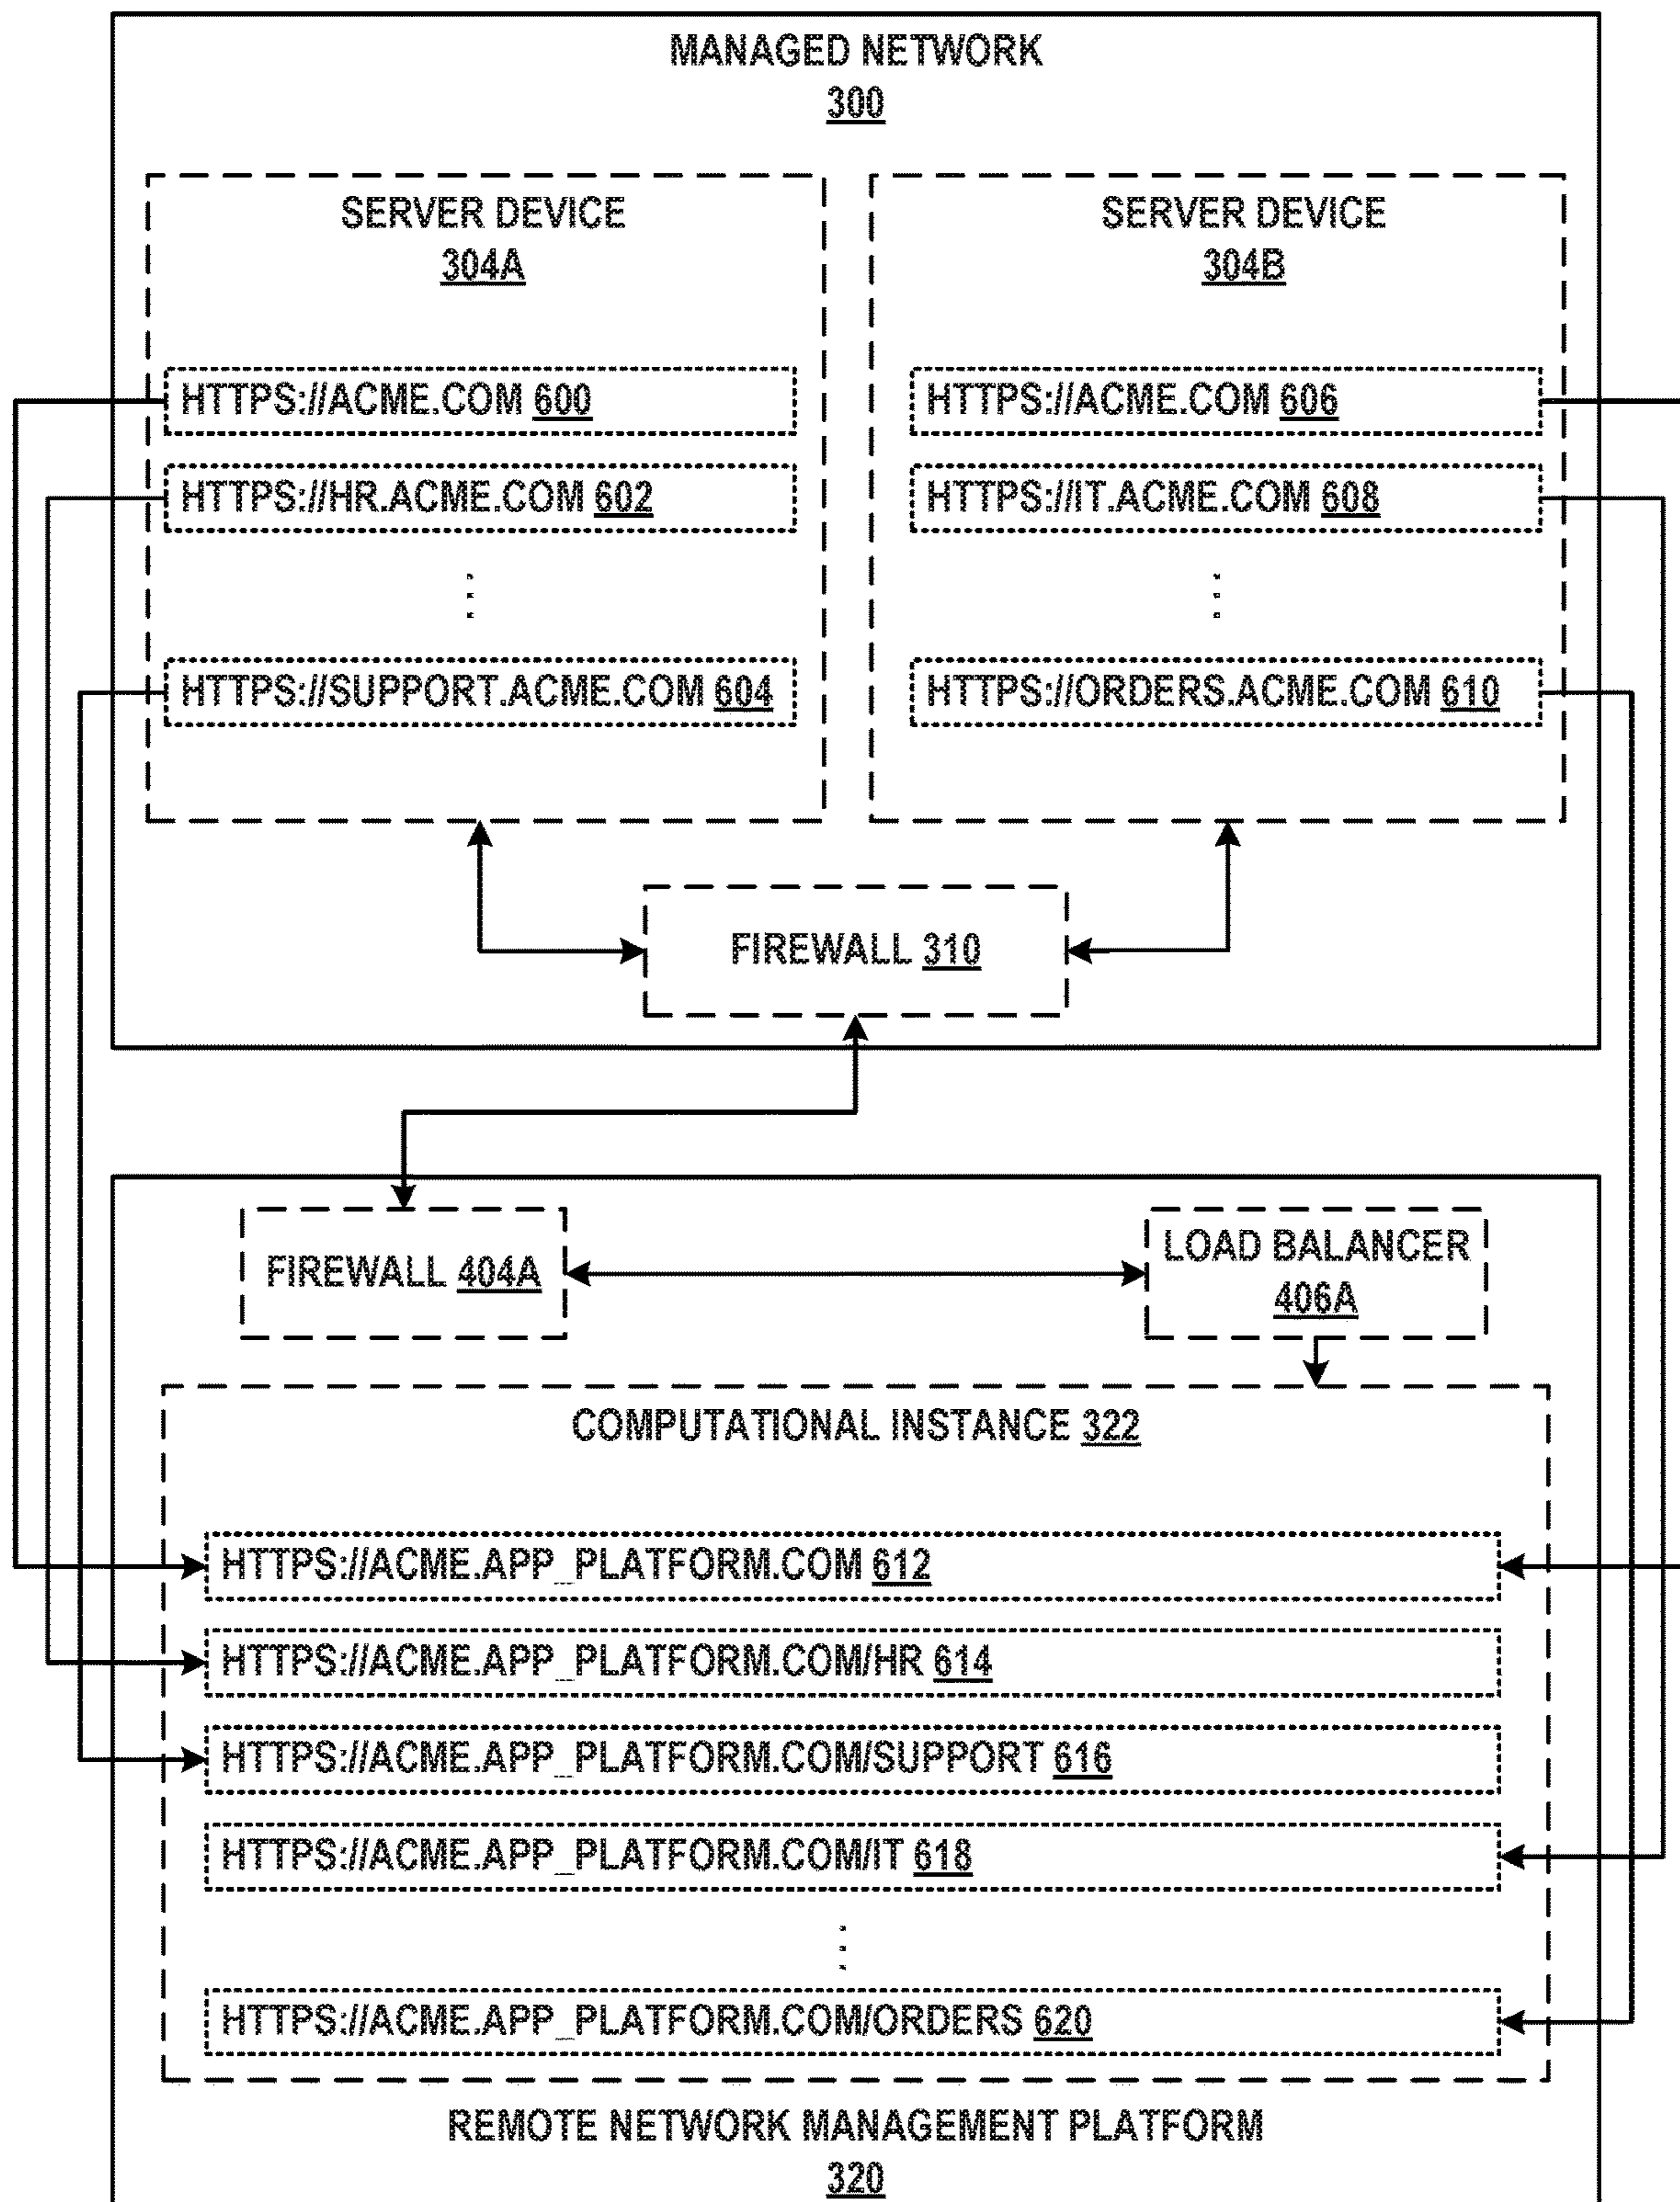 MANAGED NETWORK
300
SERVER DEVICE
304A
HTTPS://ACME.COM 600
HTTPS://HR.ACME.COM 602
HTTPS://SUPPORT.ACME.COM 604
SERVER DEVICE
304B
HTTPS://ACME.COM 606
HTTPS://IT.ACME.COM 608
HTTPS://ORDERS.ACME.COM 610
FIREWALL 310
FIREWALL 404A
LOAD BALANCER
406A
COMPUTATIONAL INSTANCE 322
HTTPS://ACME.APP_PLATFORM.COM 612
HTTPS://ACME.APP_PLATFORM.COM/HR 614
HTTPS://ACME.APP_PLATFORM.COM/SUPPORT 616
HTTPS://ACME.APP_PLATFORM.COM/IT 618
HTTPS://ACME.APP_PLATFORM.COM/ORDERS 620
REMOTE NETWORK MANAGEMENT PLATFORM
320